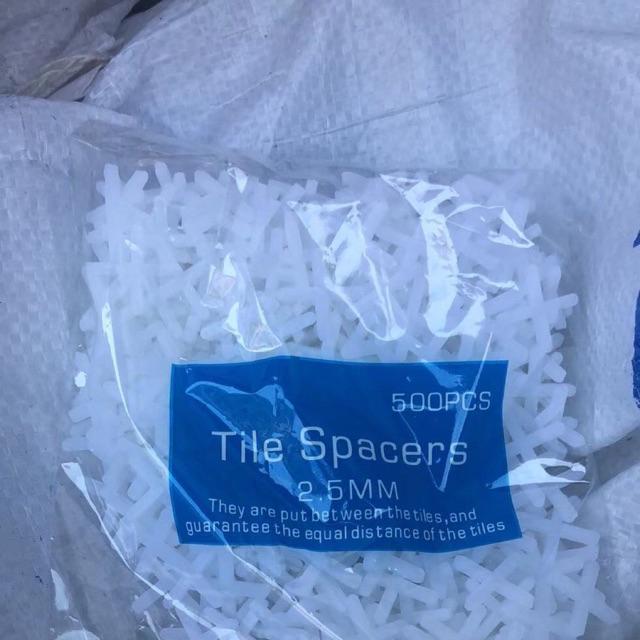 500PCS
Tile Spacers
2.5MM
They are put between the tiles,and
guarantee the equal distance of the tiles